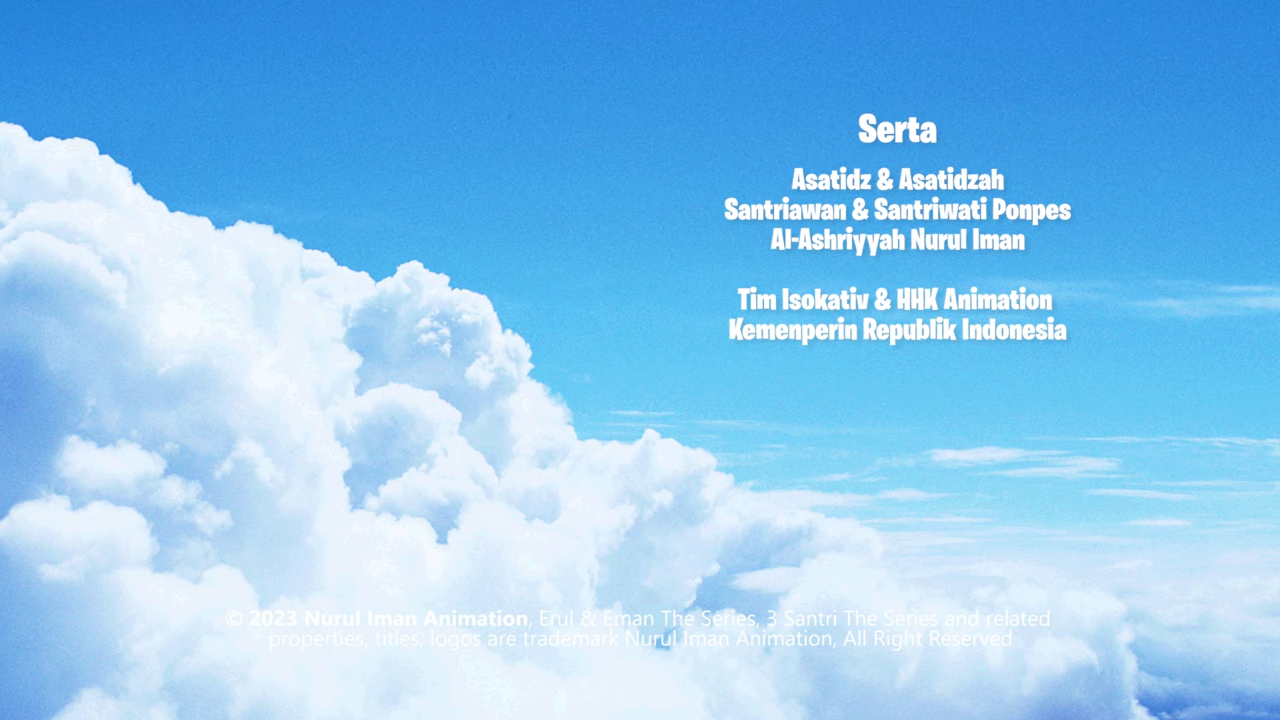 Serta
Asatidz & Asatidzah
Santriawan & Santriwati Ponpes
Al-Ashriyyah Nurul Iman
Tim Isokativ & HHK Animation
Kemenperin Republik Indonesia
© 2023 Nurul Iman Animation, Erul & Eman The Series, 3 Santri The Series and related
properties, titles, logos are trademark Nurul Iman Animation, All Right Reserved